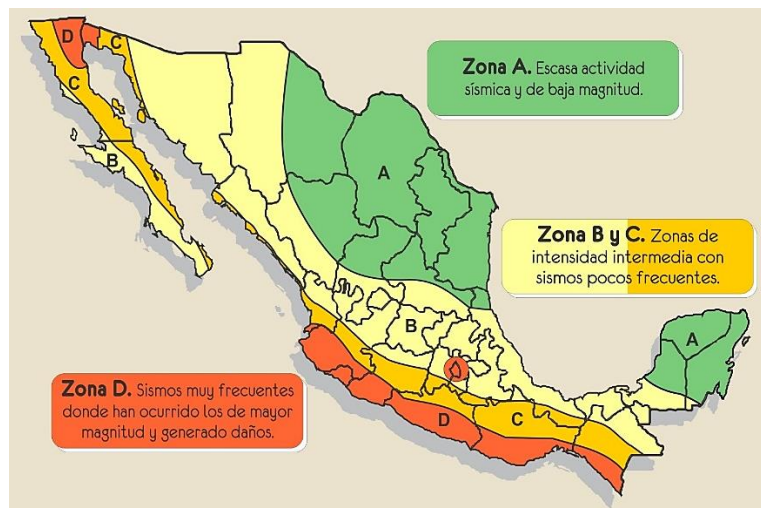 D
C
C
Zona A. Escasa actividad
sísmica y de baja magnitud.
B
A
Zona B y C. Zonas de
intensidad intermedia con
sismos pocos frecuentes.
B
A
Zona D. Sismos muy frecuentes
donde han ocurrido los de mayor
magnitud y generado daños.
D
C